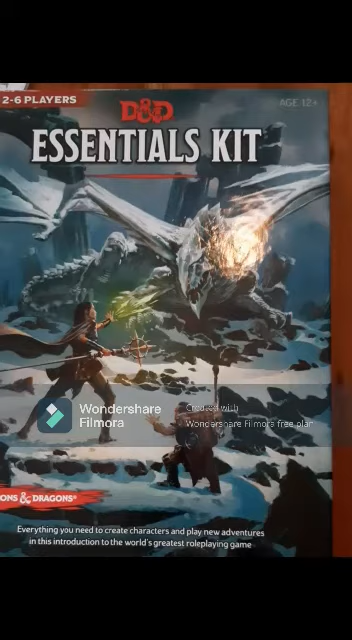 2-6 PLAYERS
AGE 12+
D&D
ESSENTIALS KIT
Wondershare
Filmora
Created with
Wondershare Filmora free plan
ONS & DRAGONS®
Everything you need to create characters and play new adventures
in this introduction to the world's greatest roleplaying game